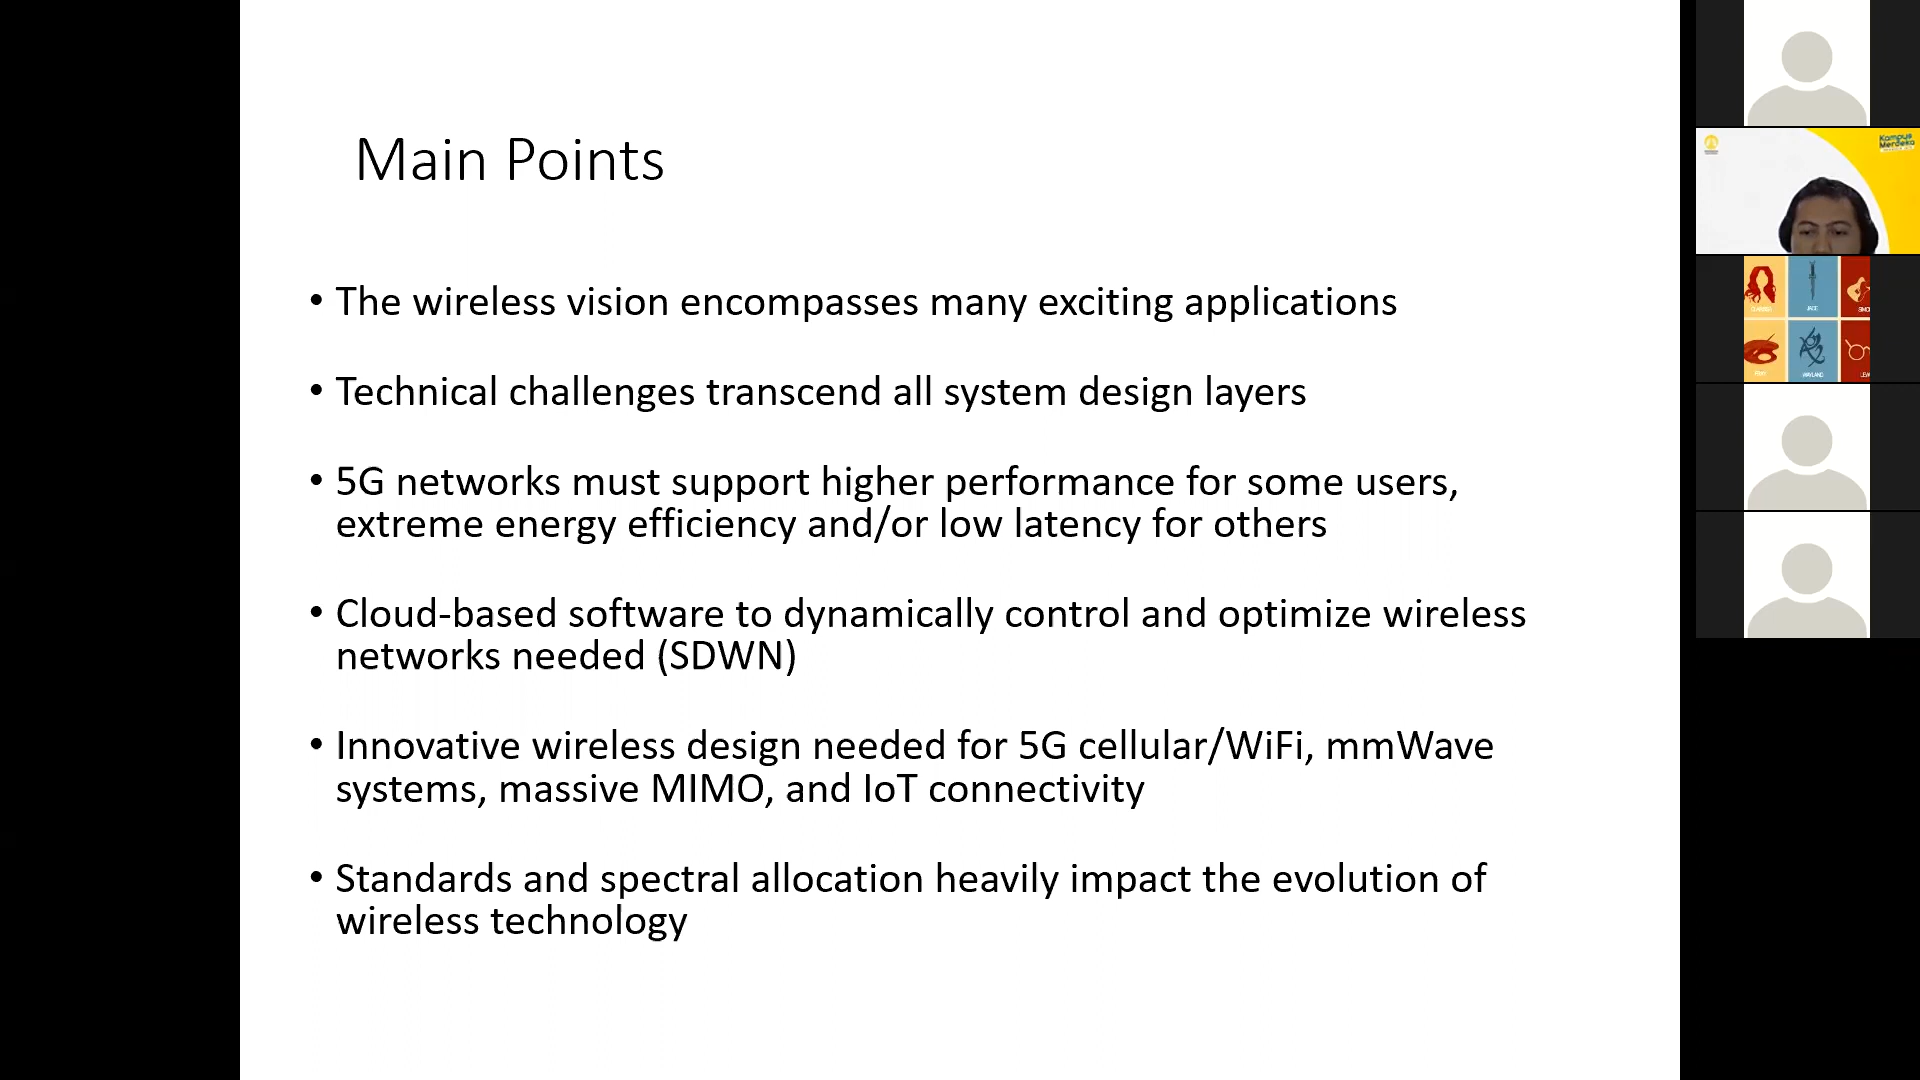 Main Points
• The wireless vision encompasses many exciting applications
• Technical challenges transcend all system design layers
• 5G networks must support higher performance for some users,
extreme energy efficiency and/or low latency for others
• Cloud-based software to dynamically control and optimize wireless
networks needed (SDWN)
• Innovative wireless design needed for 5G cellular/WiFi, mmWave
systems, massive MIMO, and IoT connectivity
• Standards and spectral allocation heavily impact the evolution of
wireless technology
Kampus
Merdeka
JADE